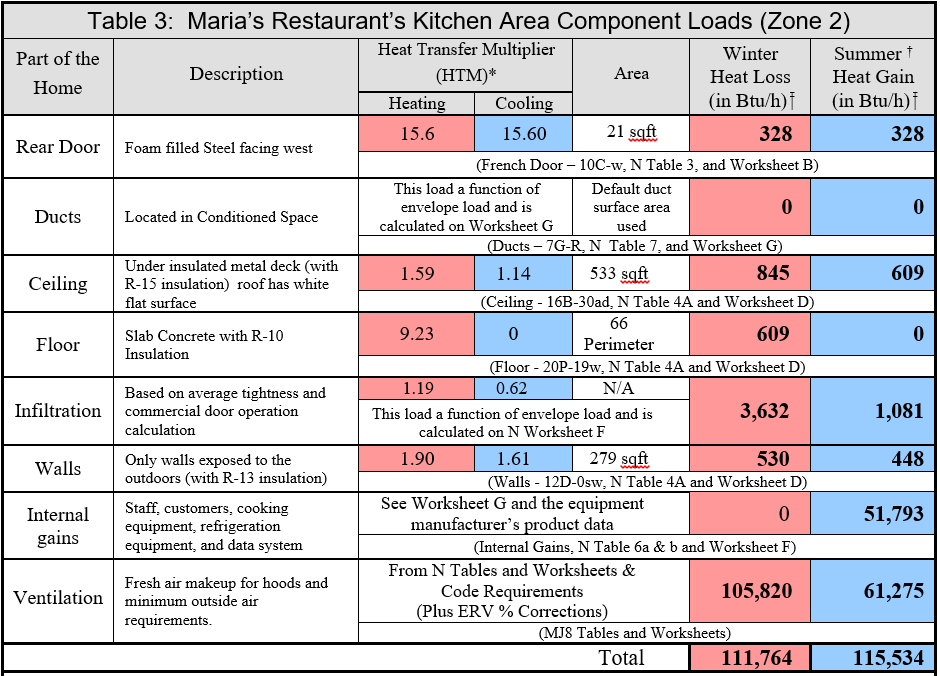 Table 3:  Maria's Restaurant's Kitchen Area Component Loads (Zone 2)
Part of the
Home
Description
Heat Transfer Multiplier
(HTM)*
Heating
Cooling
Area
Winter
Heat Loss
(in Btu/h)‡
Summer †
Heat Gain
(in Btu/h)‡
Rear Door
Foam filled Steel facing west
15.6
15.60
21 sqft
328
328
(French Door – 10C-w, N Table 3, and Worksheet B)
Ducts
Located in Conditioned Space
This load a function of
envelope load and is
calculated on Worksheet G
Default duct
surface area
used
0
0
(Ducts – 7G-R, N  Table 7, and Worksheet G)
Ceiling
Under insulated metal deck (with
R-15 insulation)  roof has white
flat surface
1.59
1.14
533 sqft
845
609
(Ceiling - 16B-30ad, N Table 4A and Worksheet D)
Floor
Slab Concrete with R-10
Insulation
9.23
0
66
Perimeter
609
0
(Floor - 20P-19w, N Table 4A and Worksheet D)
Infiltration
Based on average tightness and
commercial door operation
calculation
1.19
0.62
N/A
This load a function of envelope load and is
calculated on N Worksheet F
3,632
1,081
Walls
Only walls exposed to the
outdoors (with R-13 insulation)
1.90
1.61
279 sqft
530
448
(Walls - 12D-0sw, N Table 4A and Worksheet D)
Internal
gains
Staff, customers, cooking
equipment, refrigeration
equipment, and data system
See Worksheet G and the equipment
manufacturer's product data
0
51,793
(Internal Gains, N Table 6a & b and Worksheet F)
Ventilation
Fresh air makeup for hoods and
minimum outside air
requirements.
From N Tables and Worksheets &
Code Requirements
(Plus ERV % Corrections)
105,820
61,275
(MJ8 Tables and Worksheets)
Total
111,764
115,534